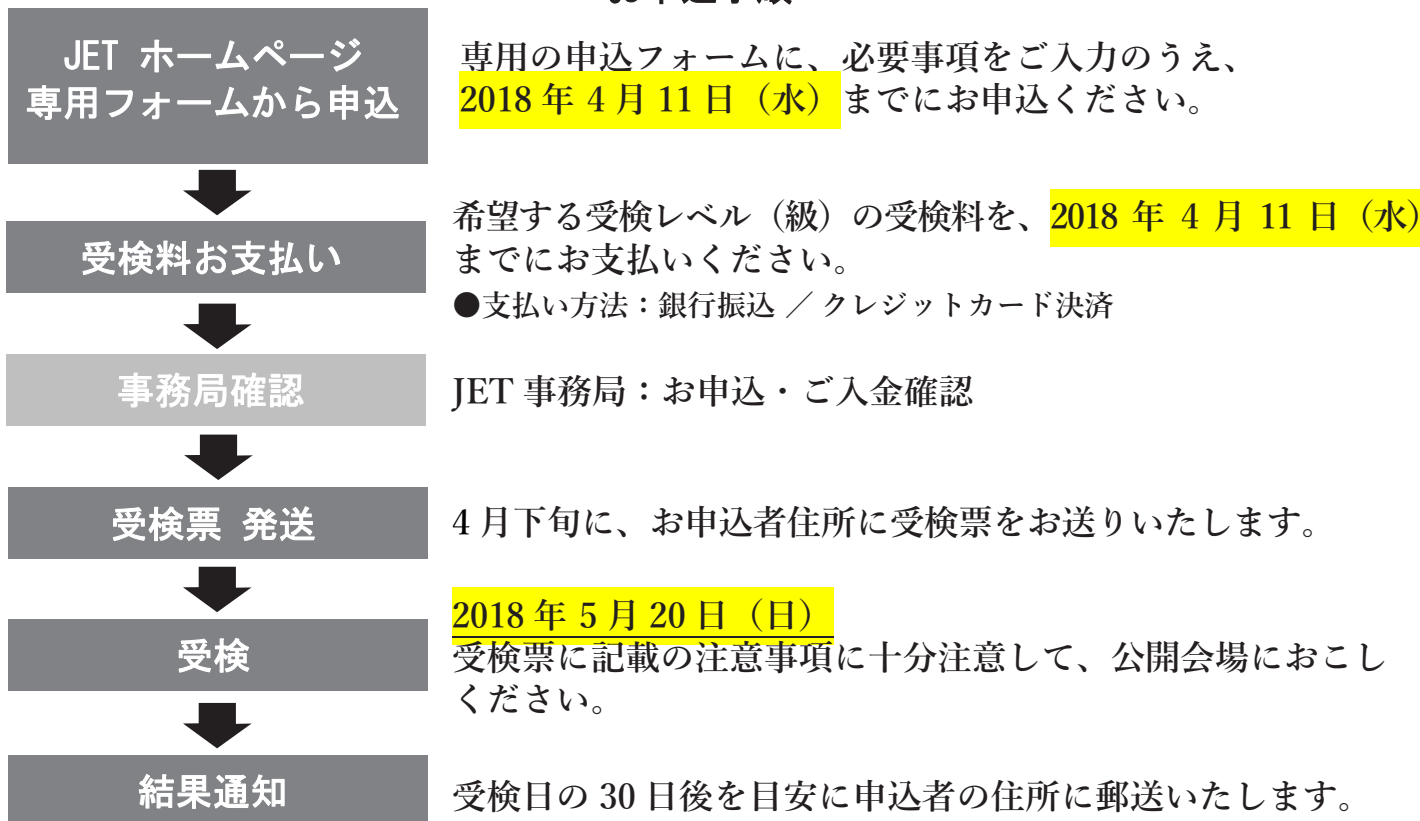 JET ホームページ
専用フォームから申込
専用の申込フォームに、必要事項をご入力のうえ、
2018 年 4 月 11 日（水）までにお申込ください。
受検料お支払い
希望する受検レベル（級）の受検料を、2018 年 4 月 11 日（水）
までにお支払いください。
●支払い方法：銀行振込 ／ クレジットカード決済
事務局確認
JET 事務局：お申込・ご入金確認
受検票 発送
4 月下旬に、お申込者住所に受検票をお送りいたします。
受検
2018 年 5 月 20 日（日）
受検票に記載の注意事項に十分注意して、公開会場におこし
ください。
結果通知
受検日の 30 日後を目安に申込者の住所に郵送いたします。